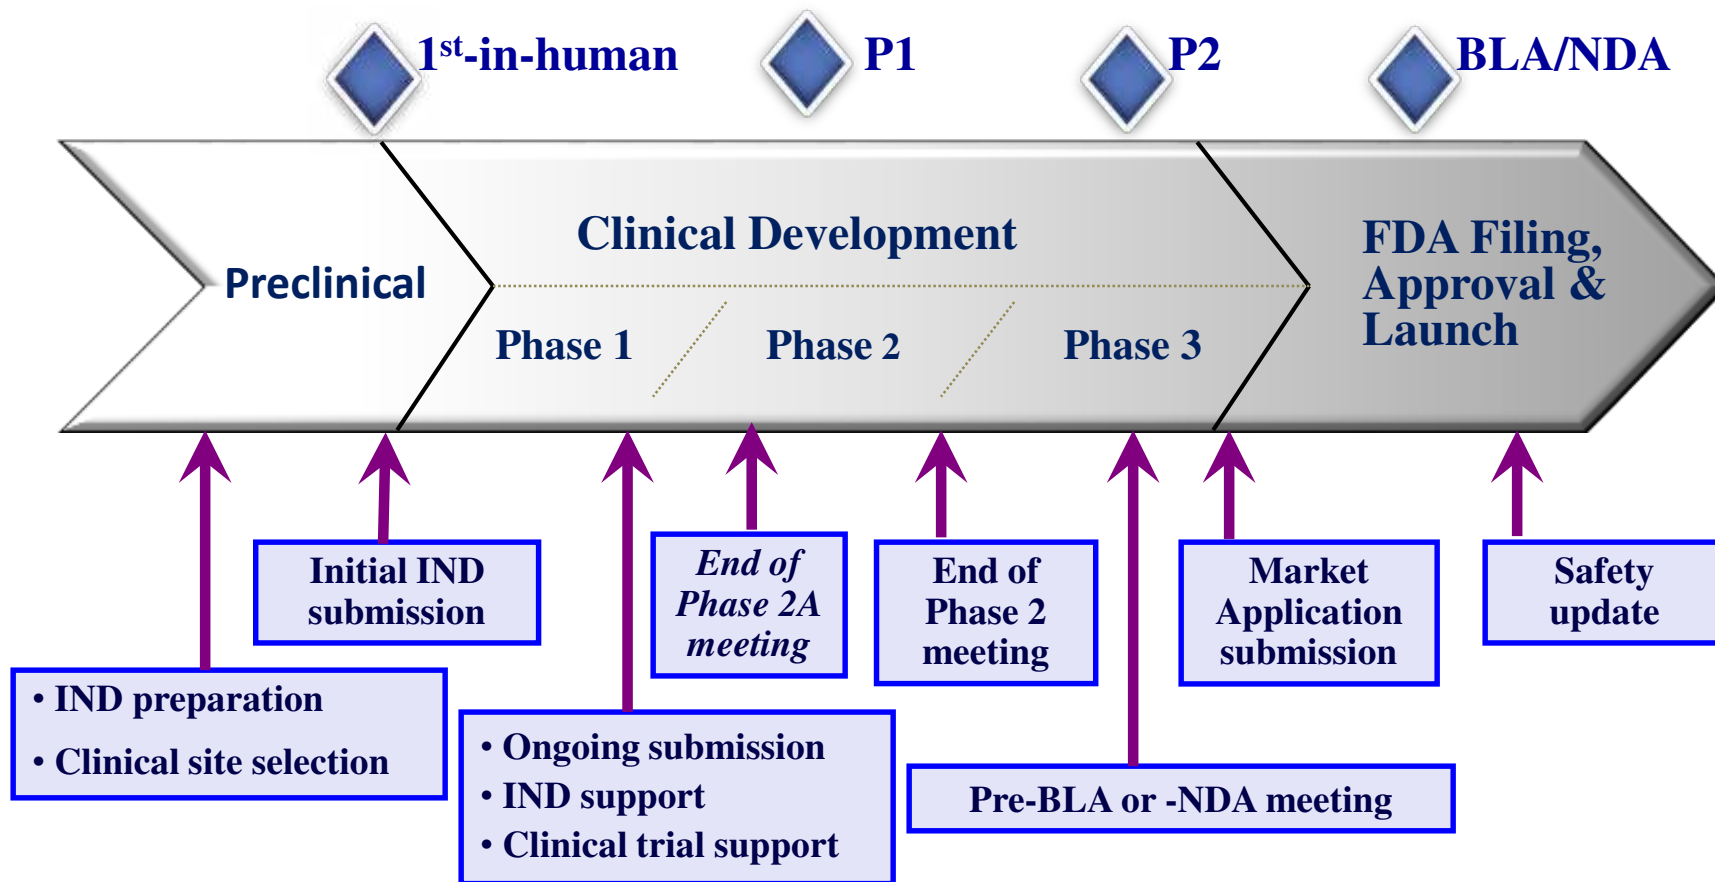 1st-in-human
P1
P2
BLA/NDA
Preclinical
Clinical Development
Phase 1
Phase 2
Phase 3
FDA Filing,
Approval &
Launch
Initial IND
submission
End of
Phase 2A
meeting
End of
Phase 2
meeting
Market
Application
submission
Safety
update
• IND preparation
• Clinical site selection
• Ongoing submission
• IND support
• Clinical trial support
Pre-BLA or -NDA meeting